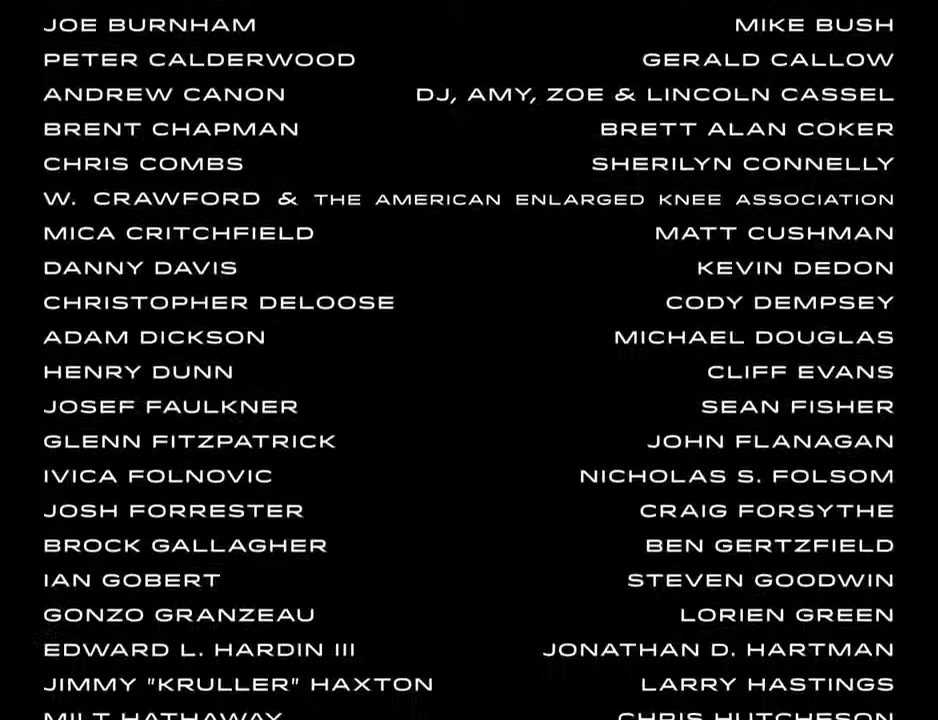 JOE BURNHAM MIKE BUSH
PETER CALDERWOOD GERALD CALLOW
ANDREW CANON DJ, AMY, ZOE & LINCOLN CASSEL
BRENT CHAPMAN BRETT ALAN COKER
CHRIS COMBS SHERILYN CONNELLY
W. CRAWFORD & THE AMERICAN ENLARGED KNEE ASSOCIATION
MICA CRITCHFIELD MATT CUSHMAN
DANNY DAVIS KEVIN DEDON
CHRISTOPHER DELOOSE CODY DEMPSEY
ADAM DICKSON MICHAEL DOUGLAS
HENRY DUNN CLIFF EVANS
JOSEF FAULKNER SEAN FISHER
GLENN FITZPATRICK JOHN FLANAGAN
IVICA FOLNOVIC NICHOLAS S. FOLSOM
JOSH FORRESTER CRAIG FORSYTHE
BROCK GALLAGHER BEN GERTZFIELD
IAN GOBERT STEVEN GOODWIN
GONZO GRANZEAU LORIEN GREEN
EDWARD L. HARDIN III JONATHAN D. HARTMAN
JIMMY "KRULLER" HAXTON LARRY HASTINGS
MILT HATHAWAY CHRIS HUTCHESON